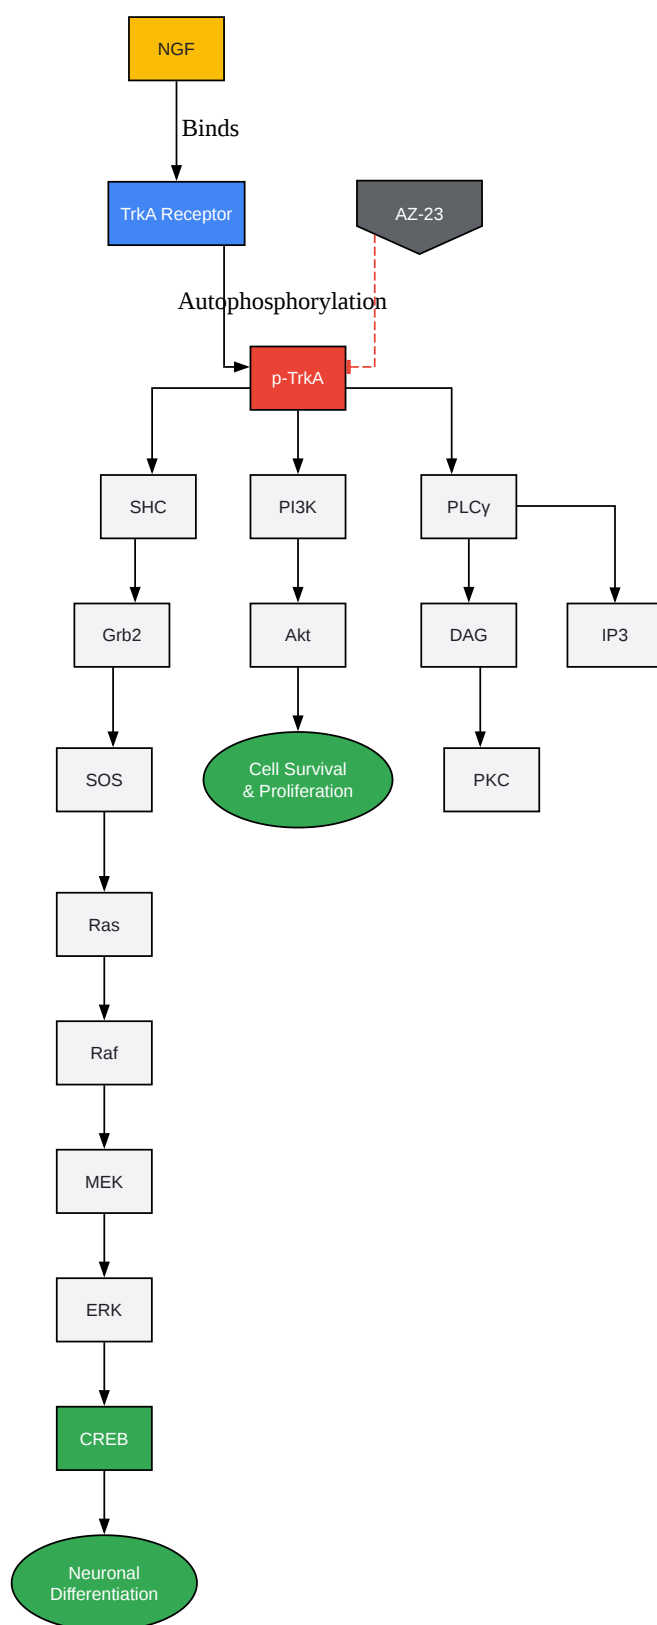 NGF
Binds
TrkA Receptor
AZ-23
Autophosphorylation
p-TrkA
SHC
PI3K
PLCγ
Grb2
Akt
DAG
IP3
SOS
Cell Survival
& Proliferation
PKC
Ras
Raf
MEK
ERK
CREB
Neuronal
Differentiation